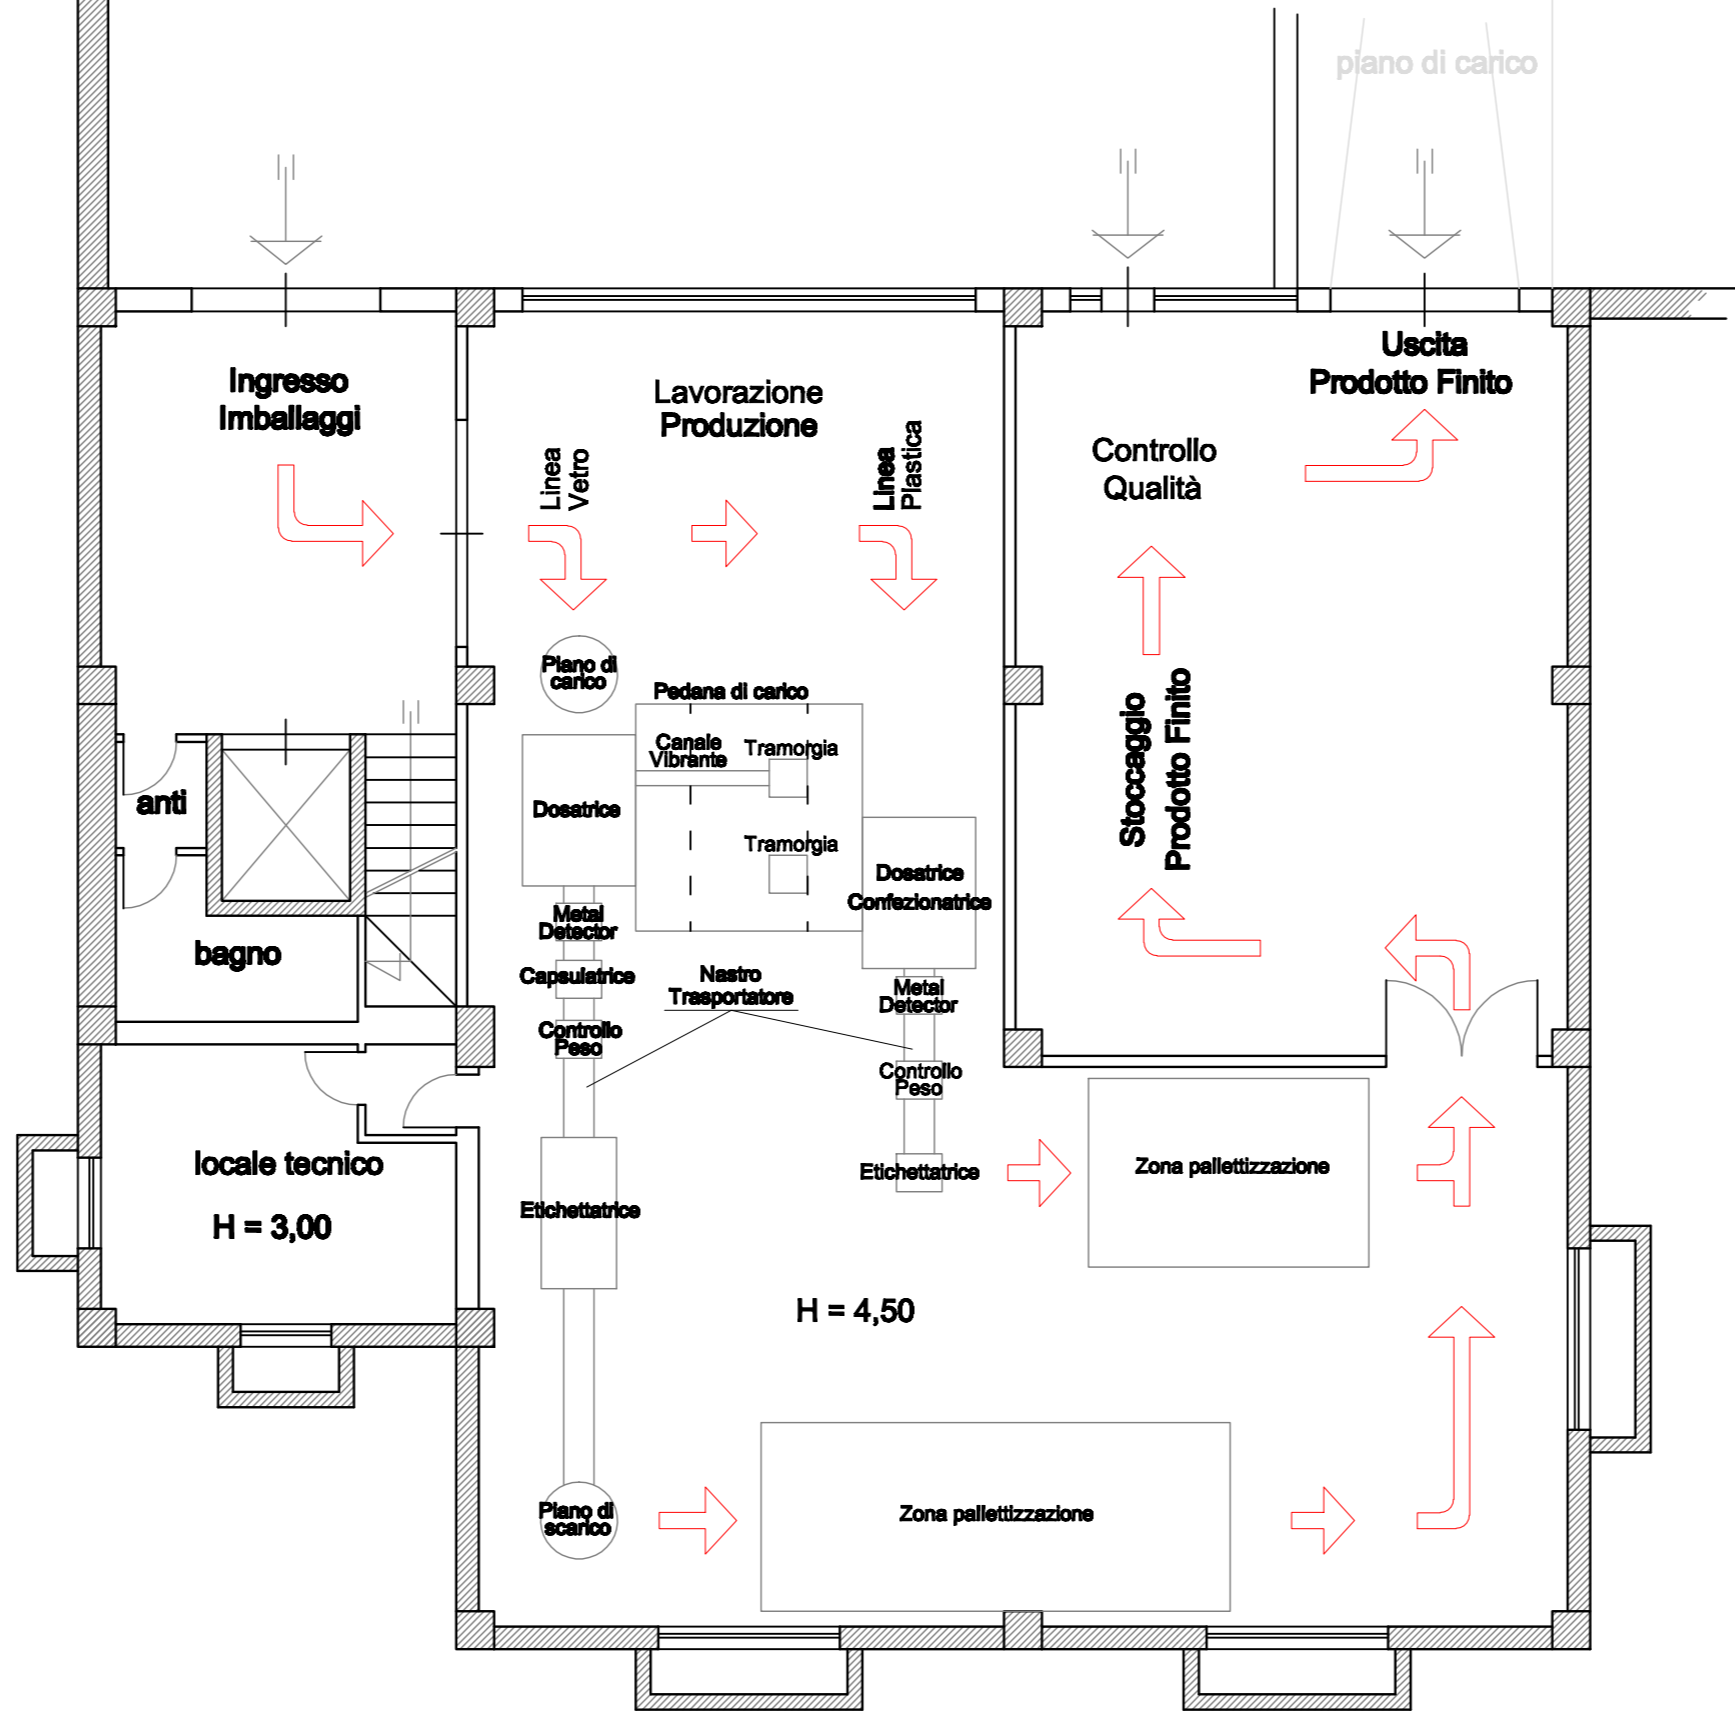 piano di carico
Uscita
Prodotto Finito
Ingresso
Imballaggi
Lavorazione
Produzione
Linea
Vetro
Linea
Plastica
Controllo
Qualità
Piano di
carico
Pedana di carico
Canale
Vibrante
Tramorgia
Dosatrice
Tramorgia
Dosatrice
Confezionatrice
Stoccaggio
Prodotto Finito
anti
bagno
Metal
Detector
Capsulatrice
Nastro
Trasportatore
Metal
Detector
Controllo
Peso
Controllo
Peso
locale tecnico
H = 3,00
Etichettatrice
Etichettatrice
Zona pallettizzazione
H = 4,50
Piano di
scarico
Zona pallettizzazione